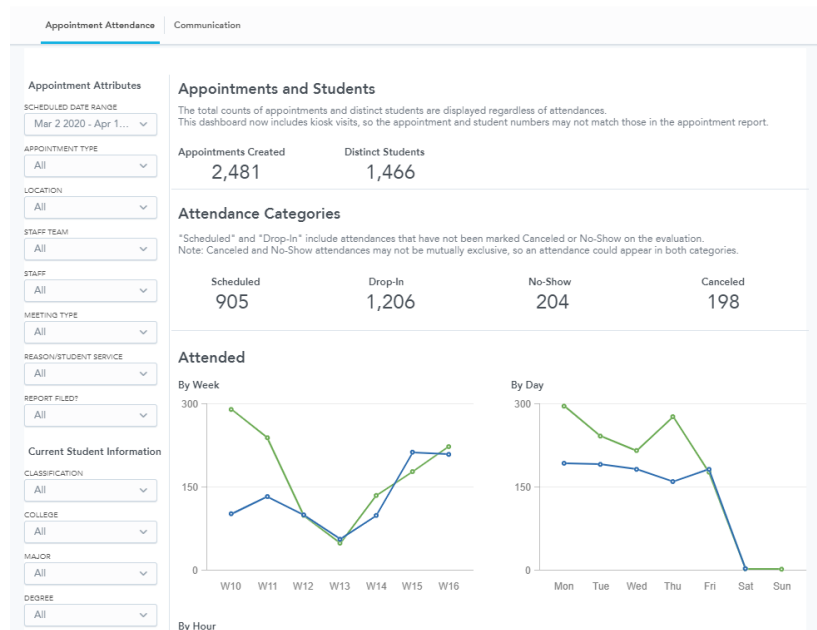 Appointment Attendance
Communication
Appointment Attributes
SCHEDULED DATE RANGE
Mar 2 2020 - Apr 1...
APPOINTMENT TYPE
All
LOCATION
All
STAFF TEAM
All
STAFF
All
MEETING TYPE
All
REASON/STUDENT SERVICE
All
REPORT FILED?
All
Current Student Information
CLASSIFICATION
All
COLLEGE
All
MAJOR
All
DEGREE
All
Appointments and Students
The total counts of appointments and distinct students are displayed regardless of attendances.
This dashboard now includes kiosk visits, so the appointment and student numbers may not match those in the appointment report.
Appointments Created
2,481
Distinct Students
1,466
Attendance Categories
"Scheduled" and "Drop-In" include attendances that have not been marked Canceled or No-Show on the evaluation.
Note: Canceled and No-Show attendances may not be mutually exclusive, so an attendance could appear in both categories.
Scheduled
905
Drop-In
1,206
No-Show
204
Canceled
198
Attended
By Week
300
150
0
W10 W11 W12 W13 W14 W15 W16
By Day
300
150
0
Mon Tue Wed Thu Fri Sat Sun
By Hour